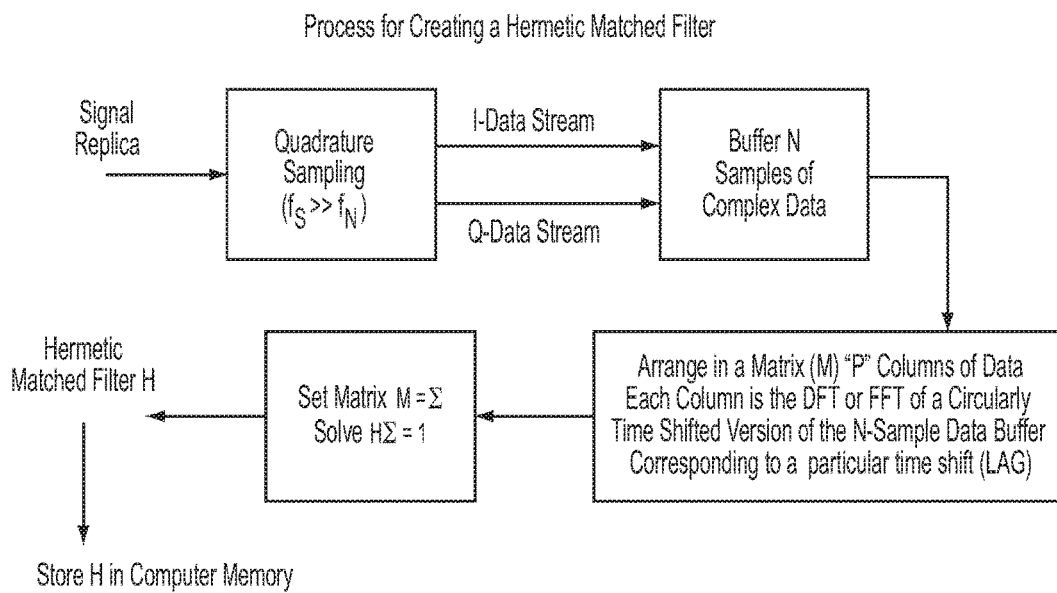 Process for Creating a Hermetic Matched Filter
Signal
Replica
Quadrature
Sampling
(fS >> fN)
I-Data Stream
Q-Data Stream
Buffer N
Samples of
Complex Data
Arrange in a Matrix (M) “P” Columns of Data
Each Column is the DFT or FFT of a Circularly
Time Shifted Version of the N-Sample Data Buffer
Corresponding to a particular time shift (LAG)
Set Matrix M = Σ
Solve HΣ = 1
Hermetic
Matched Filter H
Store H in Computer Memory